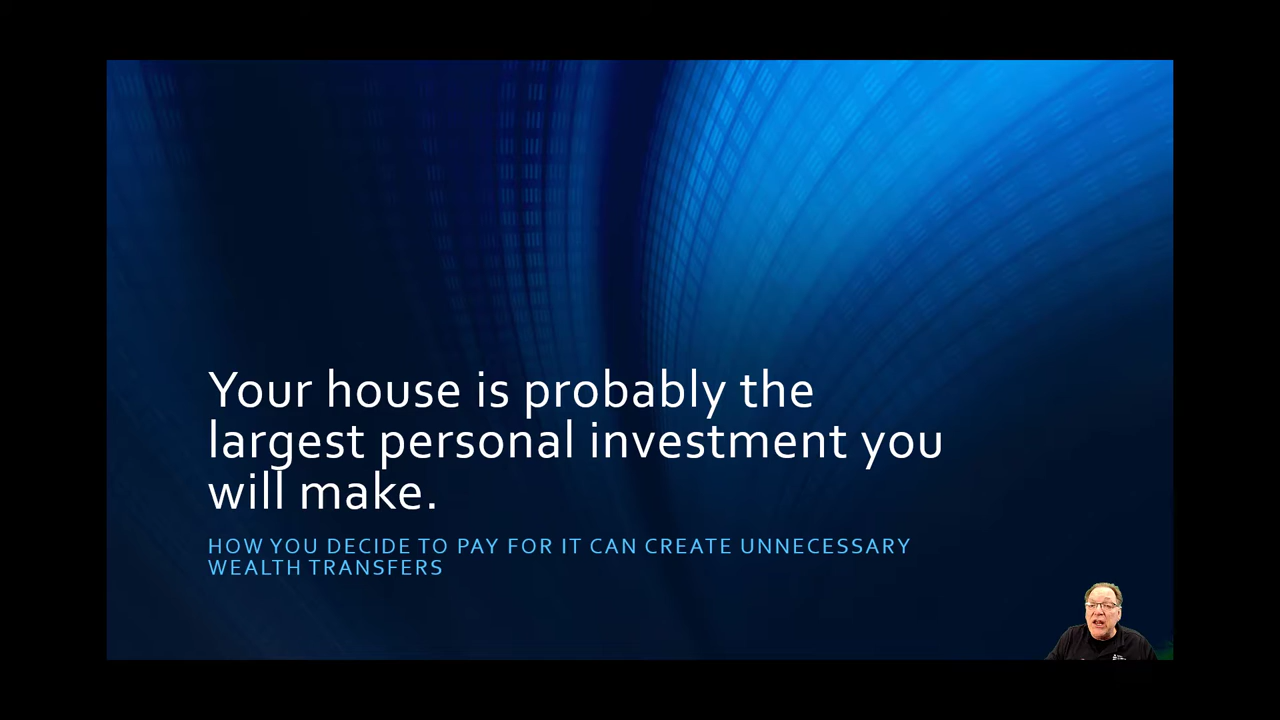 Your house is probably the
largest personal investment you
will make.
HOW YOU DECIDE TO PAY FOR IT CAN CREATE UNNECESSARY
WEALTH TRANSFERS